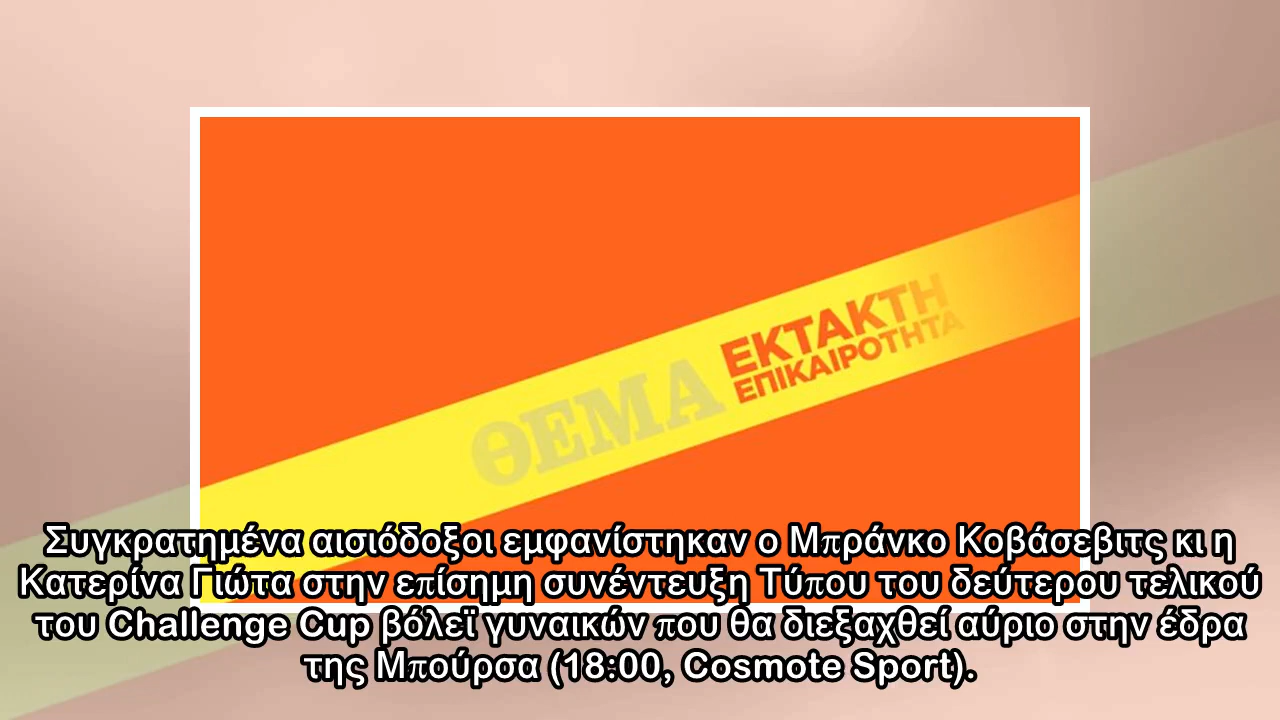 ΘΕΜΑ ΕΚΤΑΚΤΗ
ΕΠΙΚΑΙΡΟΤΗΤΑ
Συγκρατημένα αισιόδοξοι εμφανίστηκαν ο Μπράνκο Κοβάσεβιτς κι η
Κατερίνα Γιώτα στην επίσημη συνέντευξη Τύπου του δεύτερου τελικού
του Challenge Cup βόλεϊ γυναικών που θα διεξαχθεί αύριο στην έδρα
της Μπούρσα (18:00, Cosmote Sport).